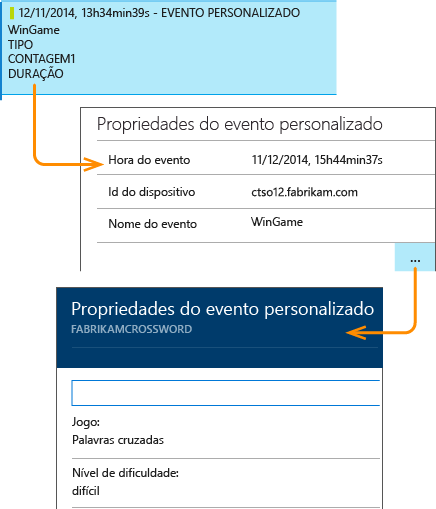 12/11/2014, 13h34min39s - EVENTO PERSONALIZADO
WinGame
TIPO
CONTAGEM1
DURAÇÃO
Propriedades do evento personalizado
Hora do evento 11/12/2014, 15h44min37s
Id do dispositivo ctso12.fabrikam.com
Nome do evento WinGame
...
Propriedades do evento personalizado
FABRIKAMCROSSWORD
Jogo:
Palavras cruzadas
Nível de dificuldade:
difícil